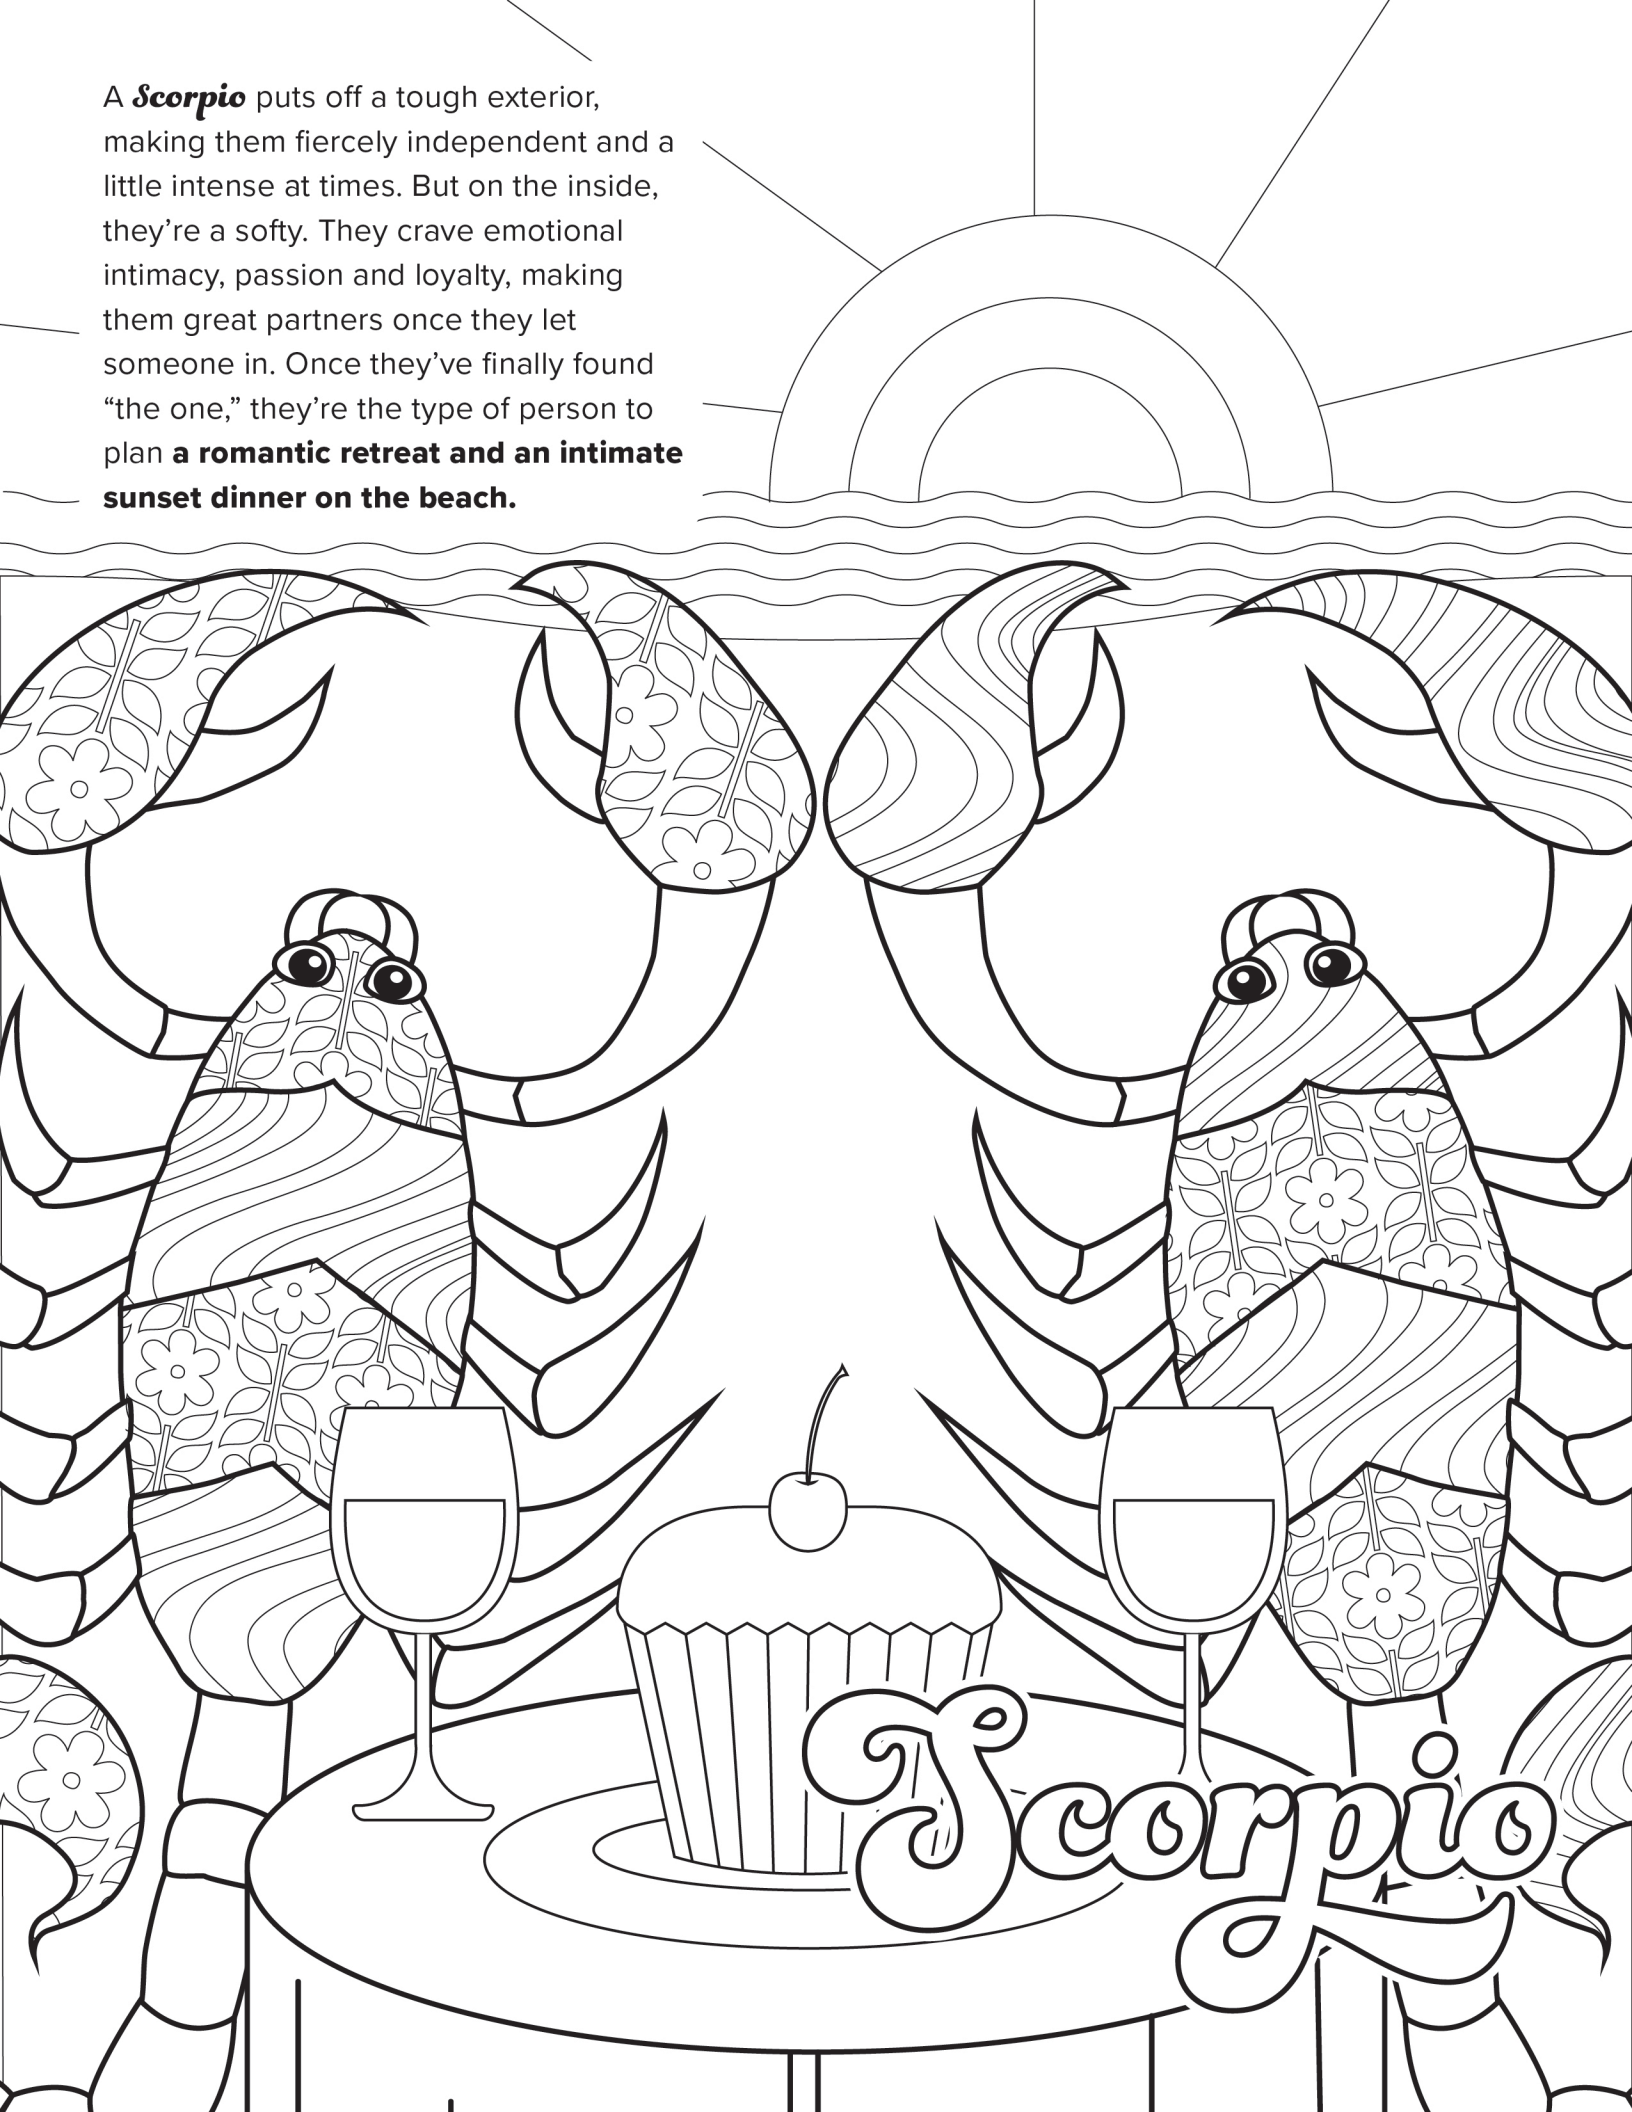 A Scorpio puts off a tough exterior,
making them fiercely independent and a
little intense at times. But on the inside,
they’re a softy. They crave emotional
intimacy, passion and loyalty, making
them great partners once they let
someone in. Once they’ve finally found
“the one,” they’re the type of person to
plan a romantic retreat and an intimate
sunset dinner on the beach.
Scorpio